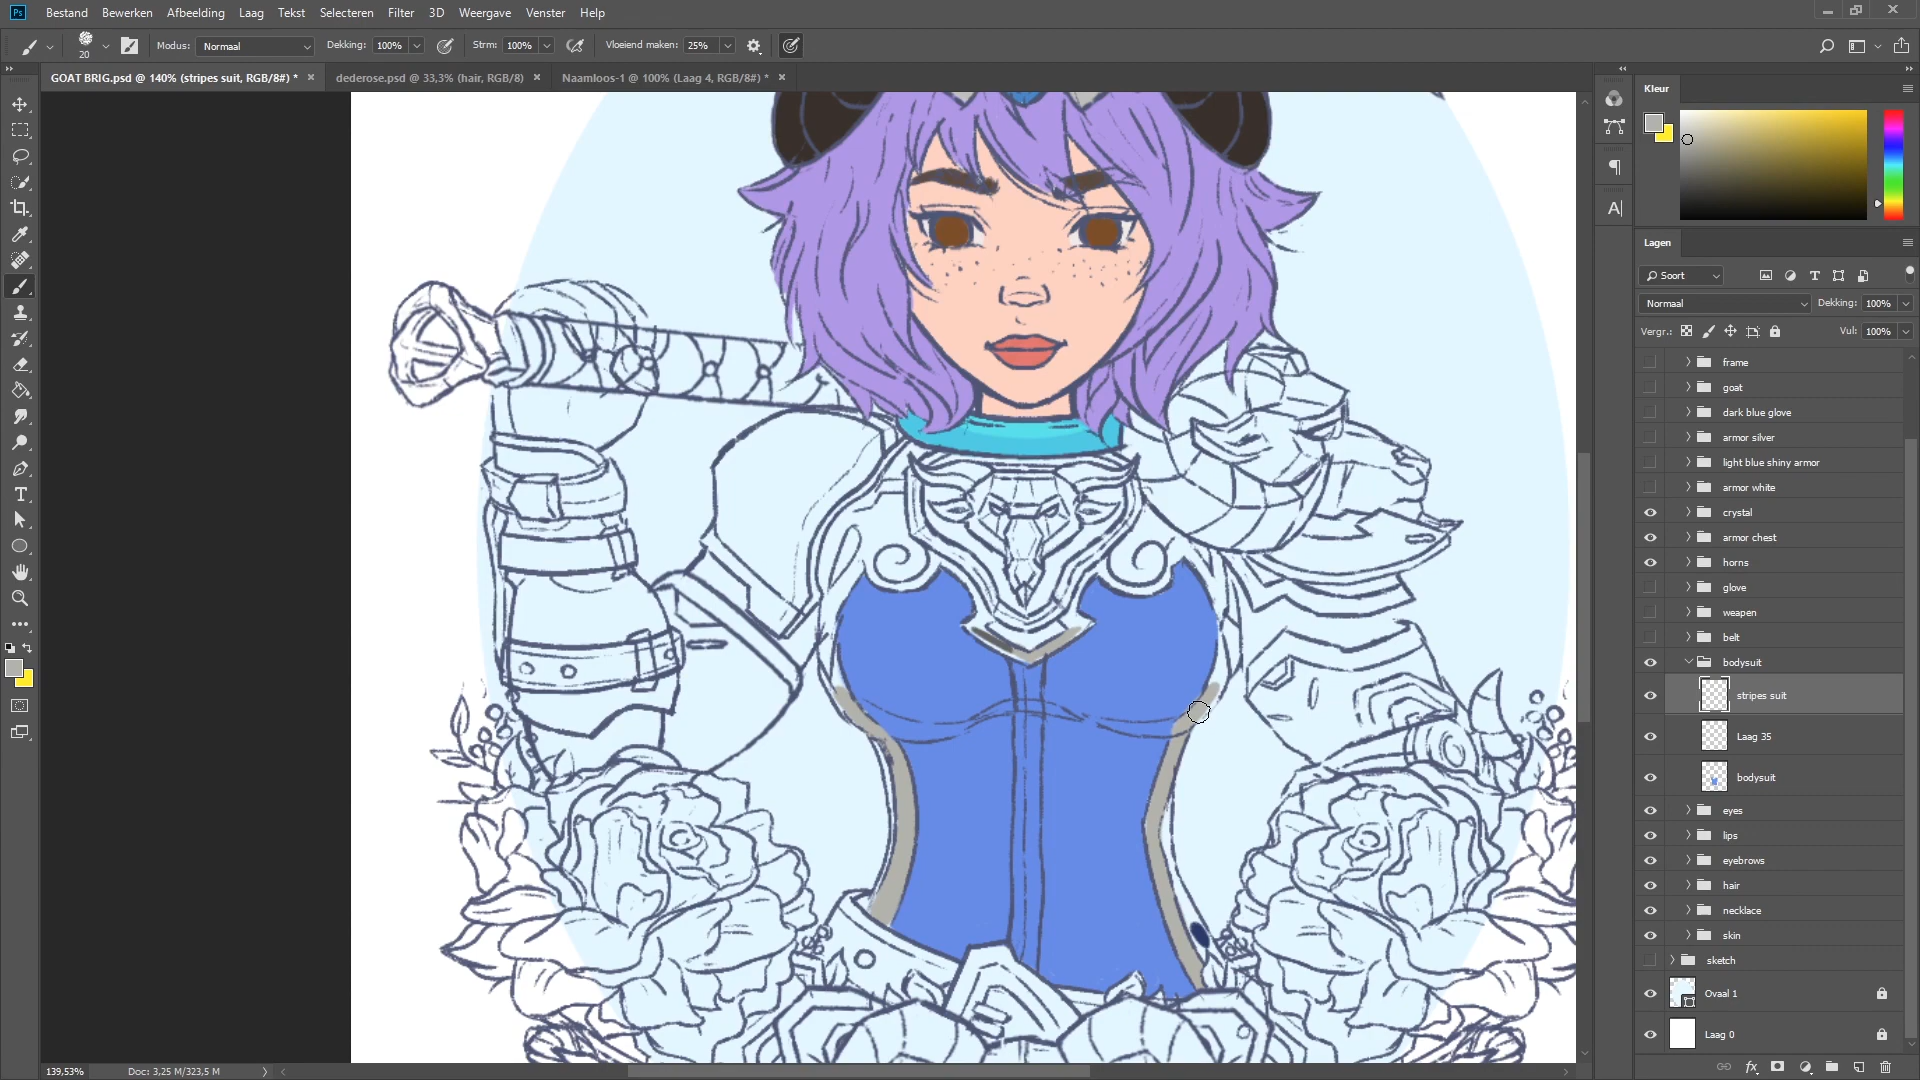 Ps Bestand Bewerken Afbeelding Laag Tekst Selecteren Filter 3D Weergave Venster Help
20 Modus: Normaal Dekking: 100% Strm: 100% Vloeiend maken: 25%
GOAT BRIG.psd @ 140% (stripes suit, RGB/8#) * dederose.psd @ 33,3% (hair, RGB/8) Naamloos-1 @ 100% (Laag 4, RGB/8#) *
Kleur
Lagen
Soort
Normaal Dekking: 100%
Vergr.: Vul: 100%
frame
goat
dark blue glove
armor silver
light blue shiny armor
armor white
crystal
armor chest
horns
glove
weapen
belt
bodysuit
stripes suit
Laag 35
bodysuit
eyes
lips
eyebrows
hair
necklace
skin
sketch
Ovaal 1
Laag 0
139,53% Doc: 3,25 M/323,5 M